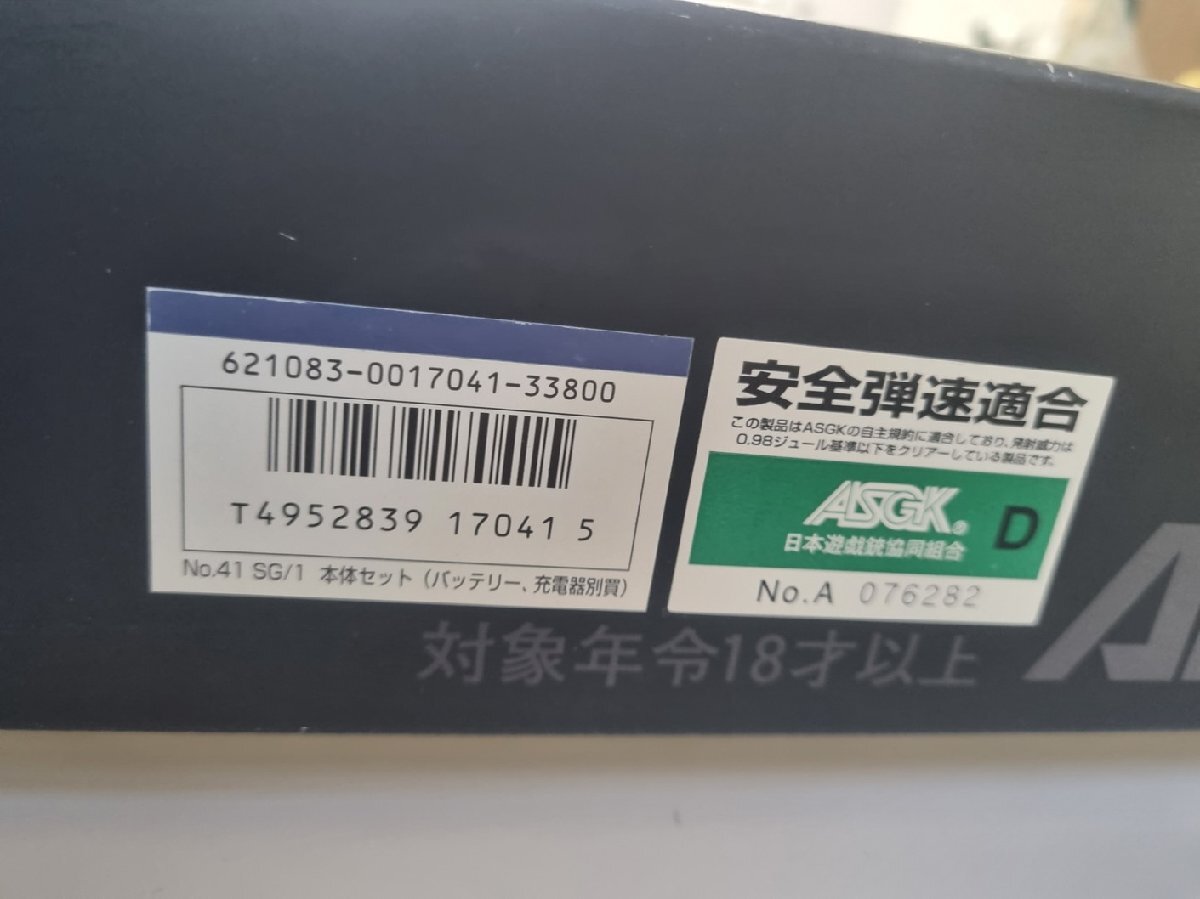 621083-0017041-33800
T4952839 17041 5
No.41 SG/1 本体セット（バッテリー、充電器別買）
安全弾速適合
この製品はASGKの自主規約に適合しており、発射威力は
0.98ジュール基準以下をクリアーしている製品です。
ASGK®
日本遊戯銃協同組合
D
No.A 076282
対象年令18才以上